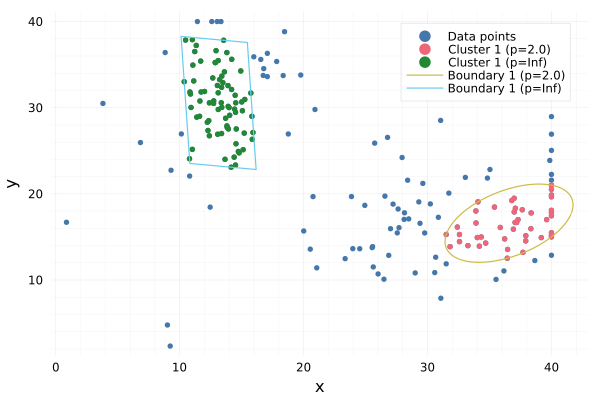 40
30
20
10
y
0
10
20
30
40
x
Data points
Cluster 1 (p=2.0)
Cluster 1 (p=Inf)
Boundary 1 (p=2.0)
Boundary 1 (p=Inf)